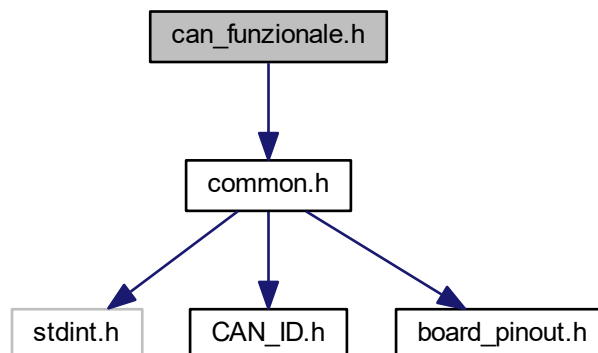 can_funzionale.h
common.h
stdint.h
CAN_ID.h
board_pinout.h